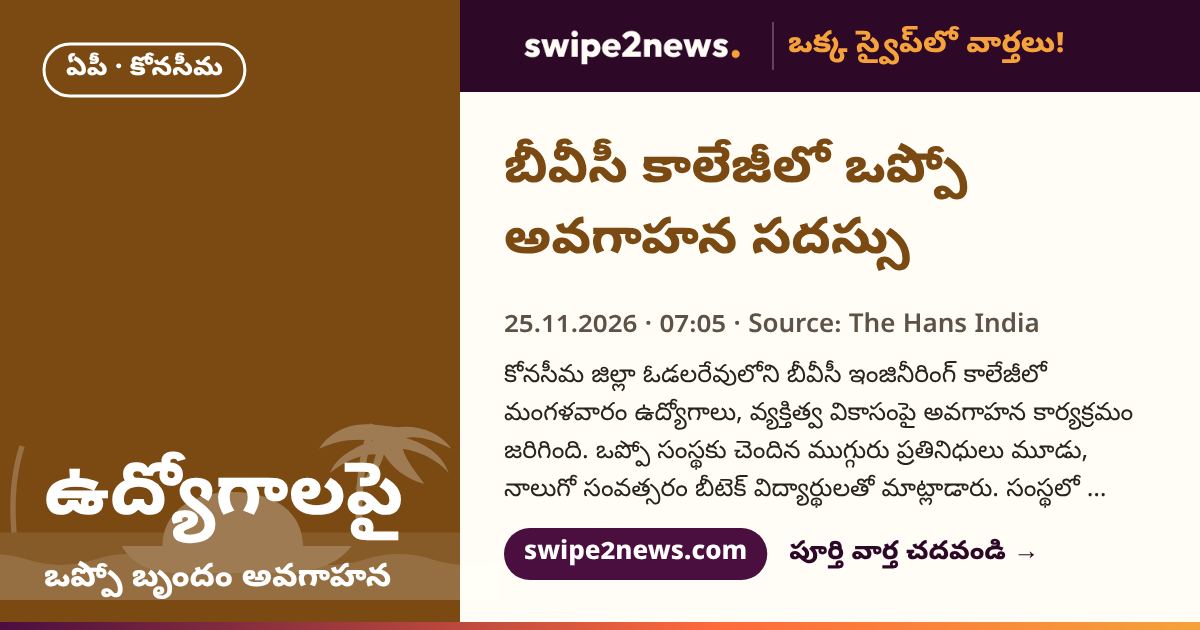 ఏపీ · కోనసీమ
ఉద్యోగాలపై
ఒప్పో బృందం అవగాహన
swipe2news.
ఒక్క స్వైప్‌లో వార్తలు!
బీవీసీ కాలేజీలో ఒప్పో
అవగాహన సదస్సు
25.11.2026 · 07:05 · Source: The Hans India
కోనసీమ జిల్లా ఓడలరేవులోని బీవీసీ ఇంజినీరింగ్ కాలేజీలో
మంగళవారం ఉద్యోగాలు, వ్యక్తిత్వ వికాసంపై అవగాహన కార్యక్రమం
జరిగింది. ఒప్పో సంస్థకు చెందిన ముగ్గురు ప్రతినిధులు మూడు,
నాలుగో సంవత్సరం బీటెక్ విద్యార్థులతో మాట్లాడారు. సంస్థలో ...
swipe2news.com
పూర్తి వార్త చదవండి →